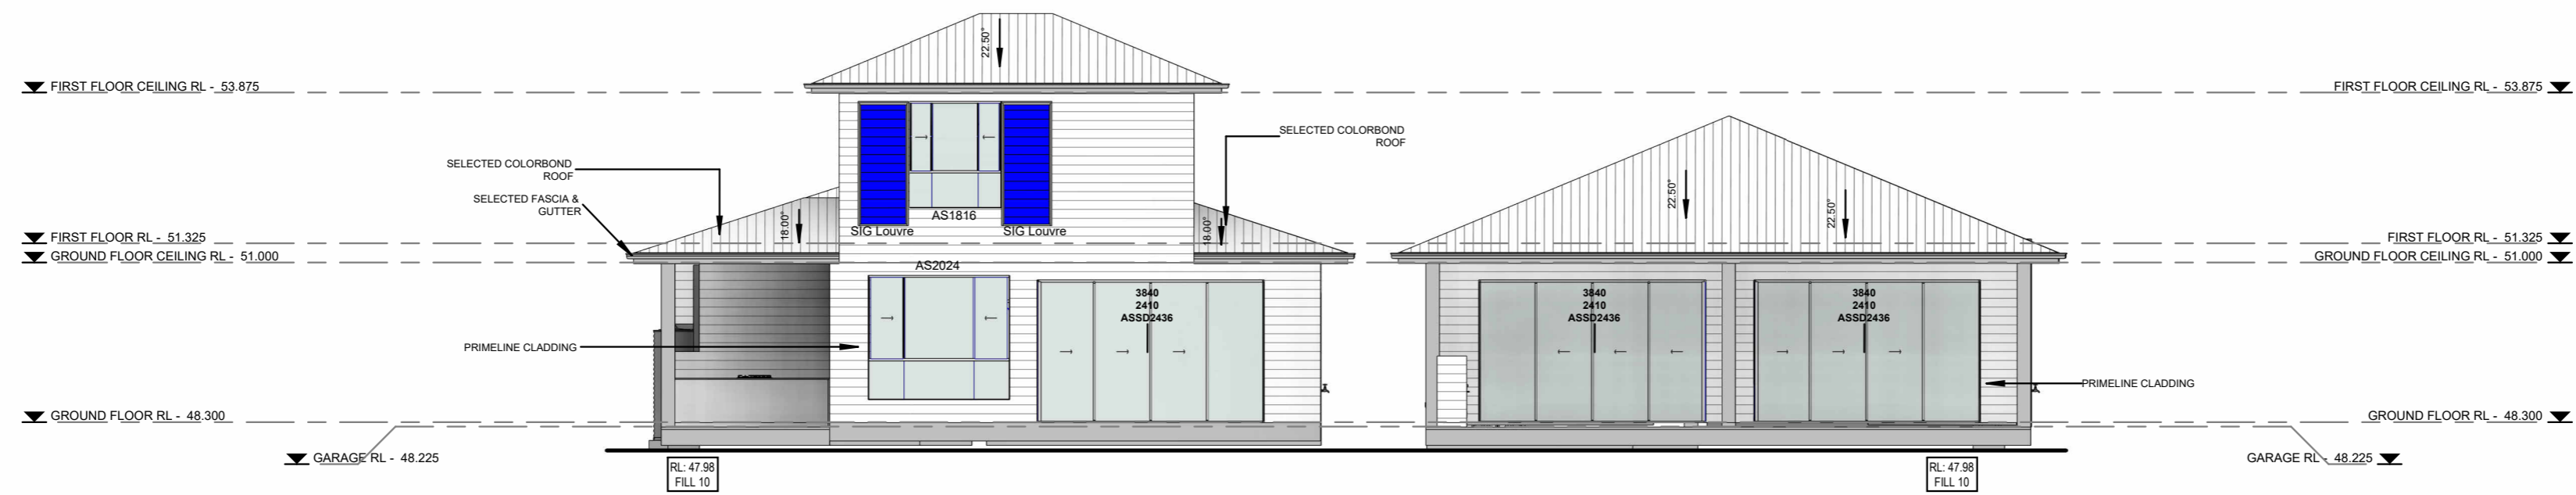 22.50°
FIRST FLOOR CEILING RL - 53.875
FIRST FLOOR CEILING RL - 53.875
SELECTED COLORBOND
ROOF
SELECTED COLORBOND
ROOF
SELECTED FASCIA &
GUTTER
18.00°
AS1816
SIG Louvre
SIG Louvre
18.00°
22.50°
22.50°
FIRST FLOOR RL - 51.325
FIRST FLOOR RL - 51.325
GROUND FLOOR CEILING RL - 51.000
GROUND FLOOR CEILING RL - 51.000
AS2024
3840
2410
ASSD2436
3840
2410
ASSD2436
3840
2410
ASSD2436
PRIMELINE CLADDING
PRIMELINE CLADDING
GROUND FLOOR RL - 48.300
GROUND FLOOR RL - 48.300
GARAGE RL - 48.225
GARAGE RL - 48.225
RL: 47.98
FILL 10
RL: 47.98
FILL 10